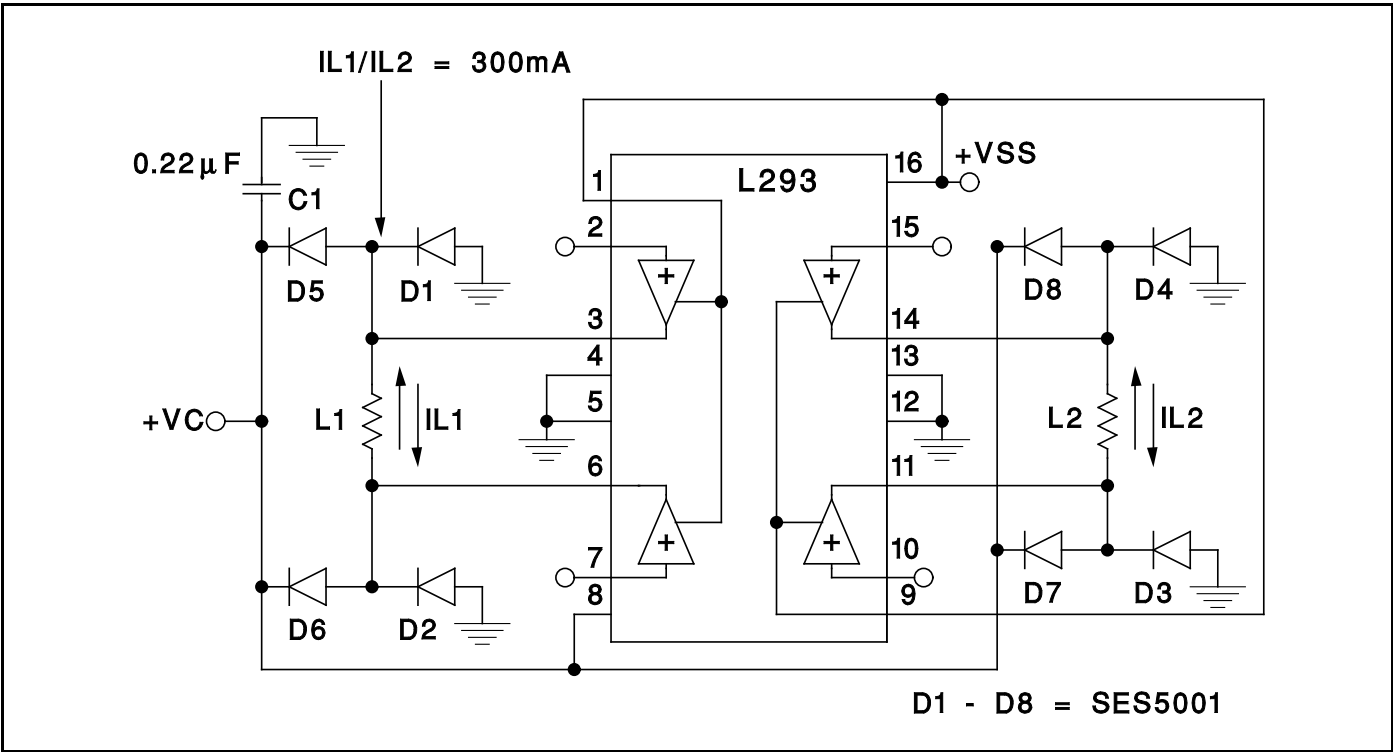 IL1/IL2 = 300mA
0.22μF
C1
L293
+VSS
1
16
2
15
D5
D1
D8
D4
3
14
4
13
5
12
+VC
L1
IL1
L2
IL2
6
11
7
10
8
9
D6
D2
D7
D3
D1 - D8 = SES5001
+
+
+
+